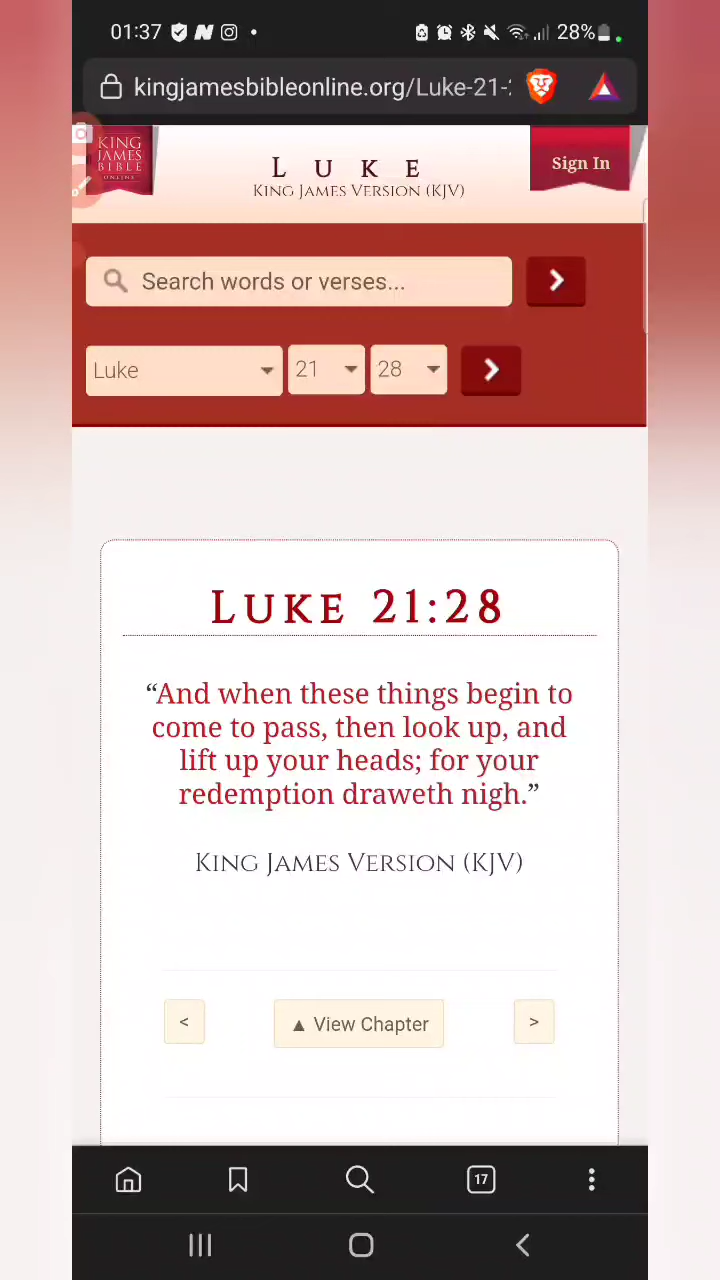 01:37
28%
kingjamesbibleonline.org/Luke-21-
KING
JAMES
BIBLE
ONLINE
LUKE
KING JAMES VERSION (KJV)
Sign In
Search words or verses...
Luke
21
28
LUKE 21:28
“And when these things begin to
come to pass, then look up, and
lift up your heads; for your
redemption draweth nigh.”
KING JAMES VERSION (KJV)
<
▲ View Chapter
>
17